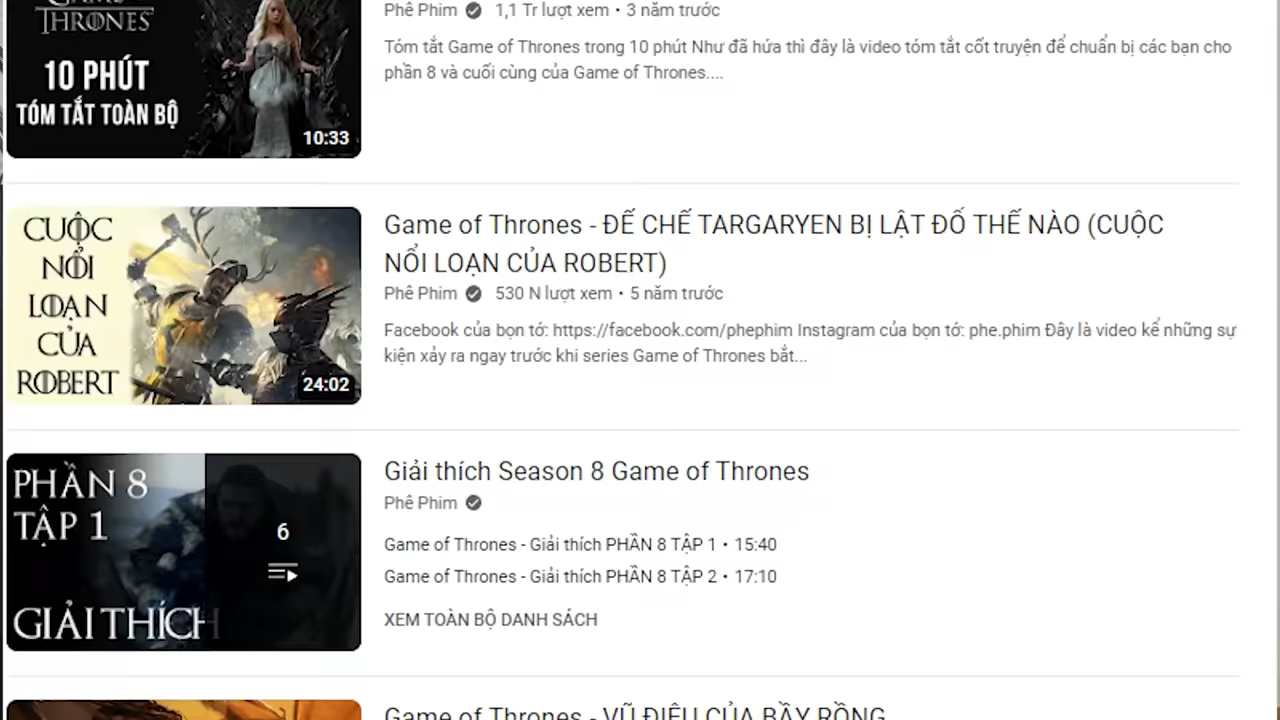 THRONES
10 PHÚT
TÓM TẮT TOÀN BỘ
10:33
Phê Phim 1,1 Tr lượt xem • 3 năm trước
Tóm tắt Game of Thrones trong 10 phút Như đã hứa thì đây là video tóm tắt cốt truyện để chuẩn bị các bạn cho
phần 8 và cuối cùng của Game of Thrones....
CUỘC
NỔI
LOẠN
CỦA
ROBERT
24:02
Game of Thrones - ĐẾ CHẾ TARGARYEN BỊ LẬT ĐỔ THẾ NÀO (CUỘC
NỔI LOẠN CỦA ROBERT)
Phê Phim 530 N lượt xem • 5 năm trước
Facebook của bọn tớ: https://facebook.com/phephim Instagram của bọn tớ: phe.phim Đây là video kể những sự
kiện xảy ra ngay trước khi series Game of Thrones bắt...
PHẦN 8
TẬP 1
GIẢI THÍCH
6
Giải thích Season 8 Game of Thrones
Phê Phim
Game of Thrones - Giải thích PHẦN 8 TẬP 1 • 15:40
Game of Thrones - Giải thích PHẦN 8 TẬP 2 • 17:10
XEM TOÀN BỘ DANH SÁCH
Game of Thrones - VŨ ĐIỆU CỦA BẦY RỒNG